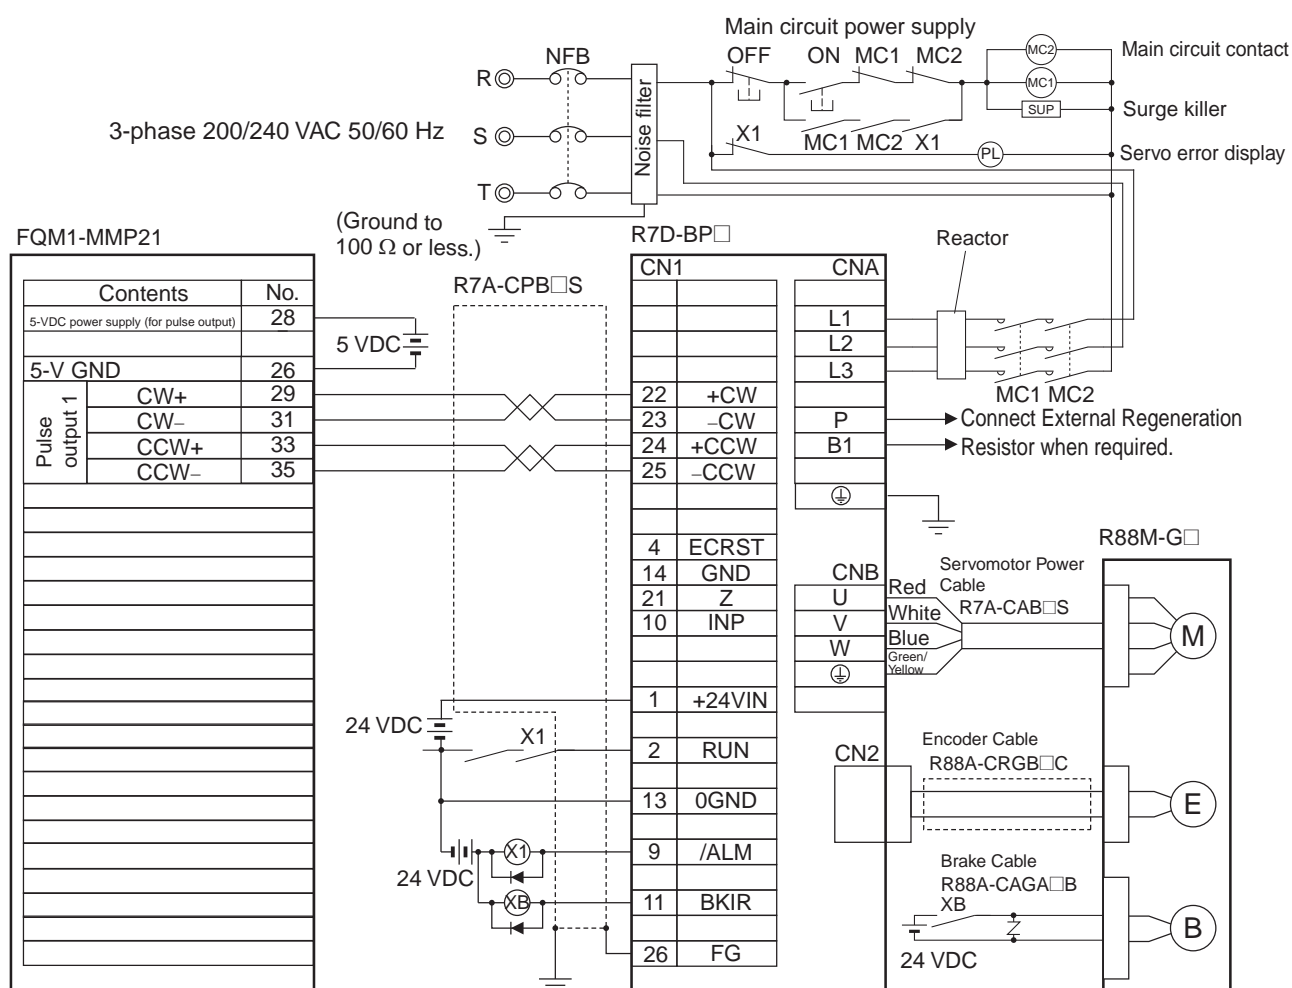 Main circuit power supply
NFB
OFF ON MC1 MC2
MC2
Main circuit contact
R
MC1
SUP
Surge killer
3-phase 200/240 VAC 50/60 Hz
S
Noise filter
X1
MC1 MC2 X1
PL
Servo error display
T
(Ground to
100 Ω or less.)
FQM1-MMP21
R7D-BP□
Reactor
R7A-CPB□S
CN1
CNA
Contents No.
5-VDC power supply (for pulse output) 28
5 VDC
5-V GND 26
Pulse output 1
CW+ 29
CW– 31
CCW+ 33
CCW– 35
L1
L2
L3
MC1 MC2
22 +CW
23 –CW
24 +CCW
25 –CCW
P
B1
Connect External Regeneration
Resistor when required.
4 ECRST
14 GND
21 Z
10 INP
CNB
U
V
W
Red
White
Blue
Green/
Yellow
Servomotor Power
Cable
R7A-CAB□S
R88M-G□
M
1 +24VIN
24 VDC
X1
2 RUN
13 0GND
9 /ALM
X1
24 VDC
XB
11 BKIR
26 FG
CN2
Encoder Cable
R88A-CRGB□C
E
Brake Cable
R88A-CAGA□B
XB
24 VDC
B